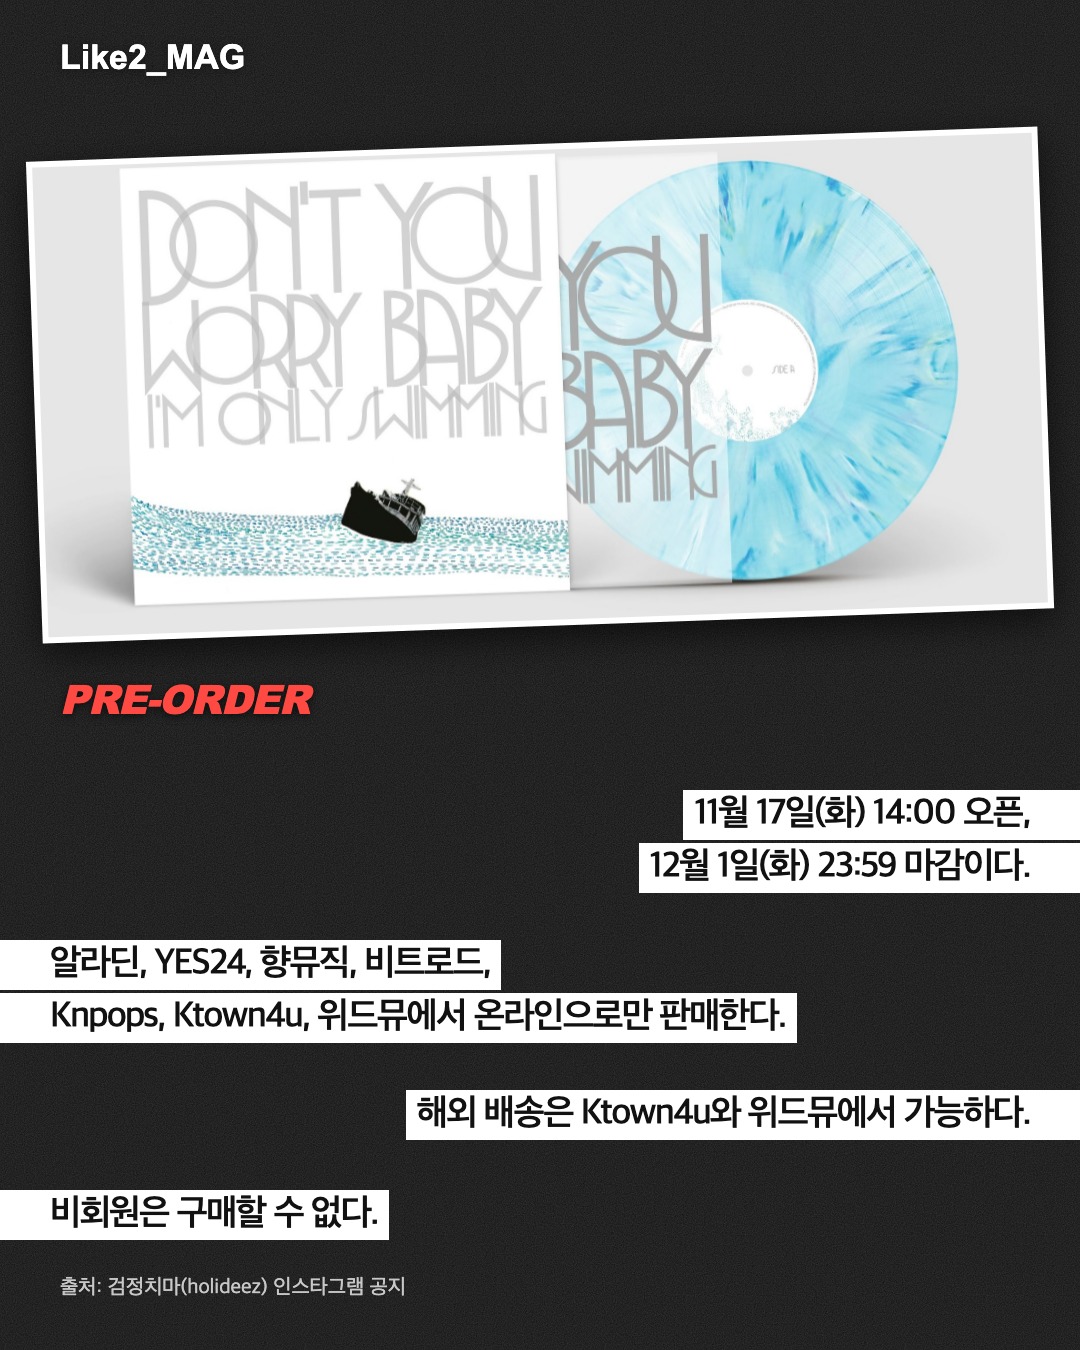 Like2_MAG
DON'T YOU
WORRY BABY
I'M ONLY SWIMMING
YOU
BABY
IMMING
SIDE A
PRE-ORDER
11월 17일(화) 14:00 오픈,
12월 1일(화) 23:59 마감이다.
알라딘, YES24, 향뮤직, 비트로드,
Knpops, Ktown4u, 위드뮤에서 온라인으로만 판매한다.
해외 배송은 Ktown4u와 위드뮤에서 가능하다.
비회원은 구매할 수 없다.
출처: 검정치마(holideez) 인스타그램 공지